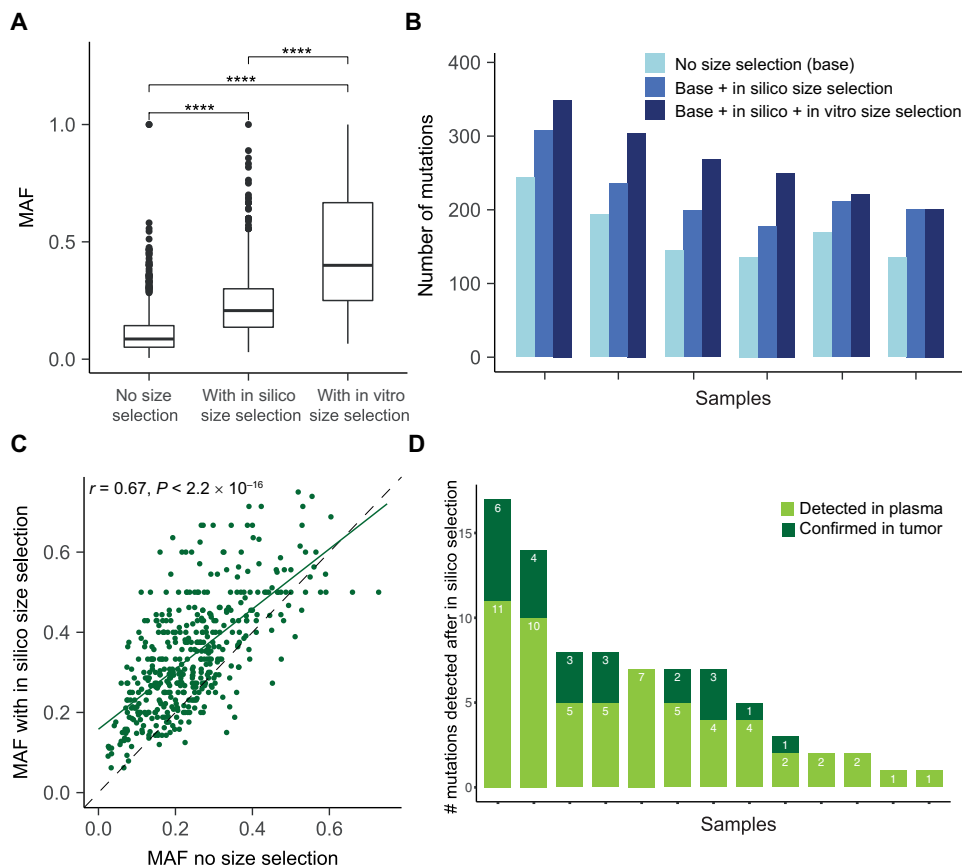 A
****
****
****
1.0
0.5
0.0
MAF
No size
selection
With in silico
size selection
With in vitro
size selection
B
No size selection (base)
Base + in silico size selection
Base + in silico + in vitro size selection
400
300
200
100
0
Number of mutations
Samples
C
r = 0.67, P < 2.2 × 10⁻¹⁶
0.6
0.4
0.2
0.0
MAF with in silico size selection
0.0
0.2
0.4
0.6
MAF no size selection
D
Detected in plasma
Confirmed in tumor
15
10
5
0
# mutations detected after in silico selection
6
11
4
10
3
5
3
5
7
2
5
3
4
1
4
1
2
2
2
1
1
Samples